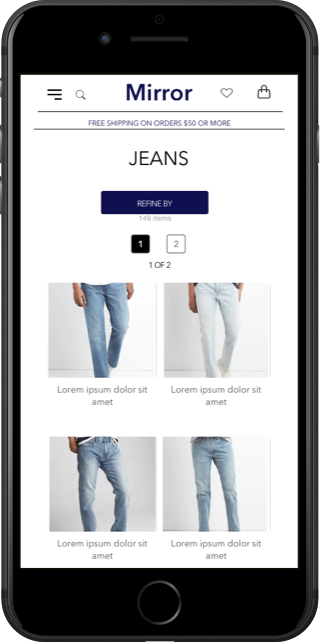 Mirror
FREE SHIPPING ON ORDERS $50 OR MORE
JEANS
REFINE BY
149 items
1 2
1 OF 2
Lorem ipsum dolor sit Lorem ipsum dolor sit
amet amet
Lorem ipsum dolor sit Lorem ipsum dolor sit
amet amet